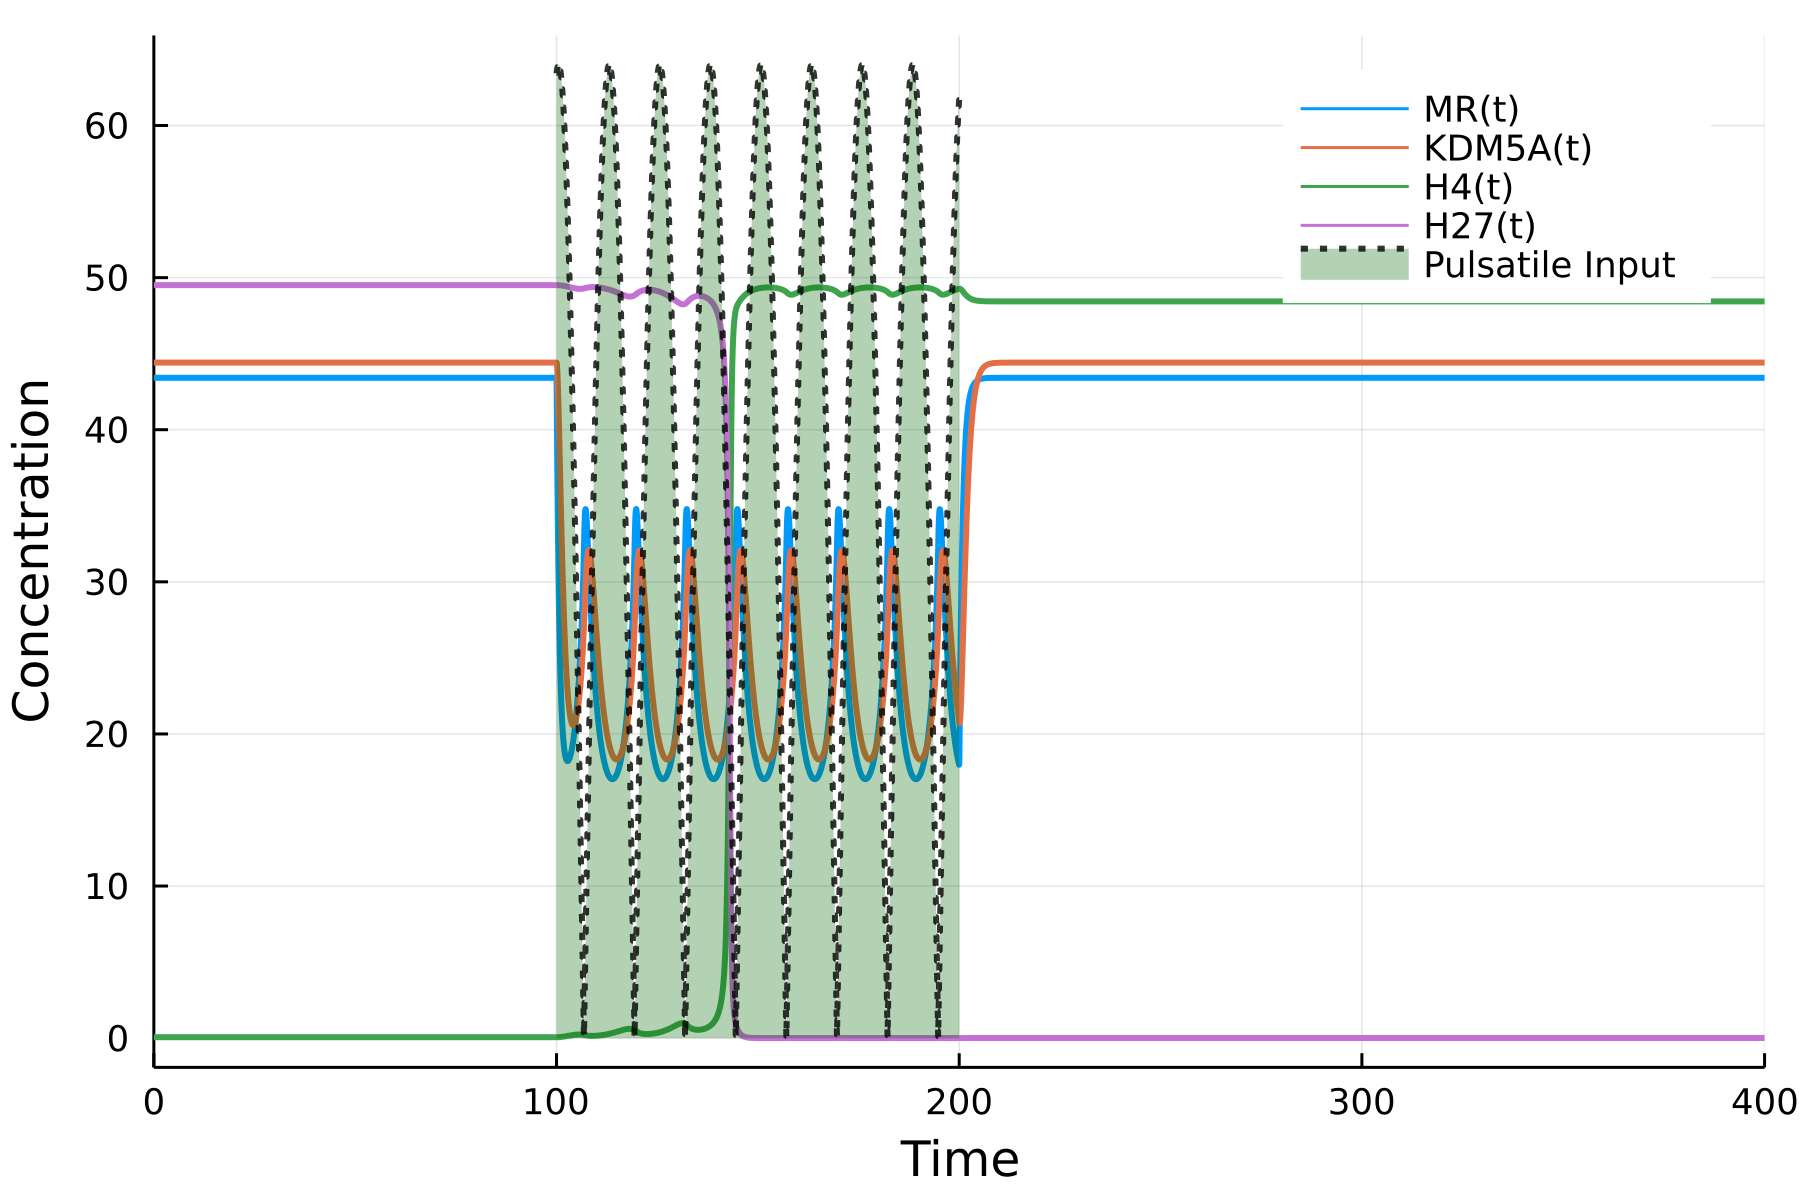 Concentration
60
50
40
30
20
10
0
0 100 200 300 400
Time
MR(t)
KDM5A(t)
H4(t)
H27(t)
Pulsatile Input